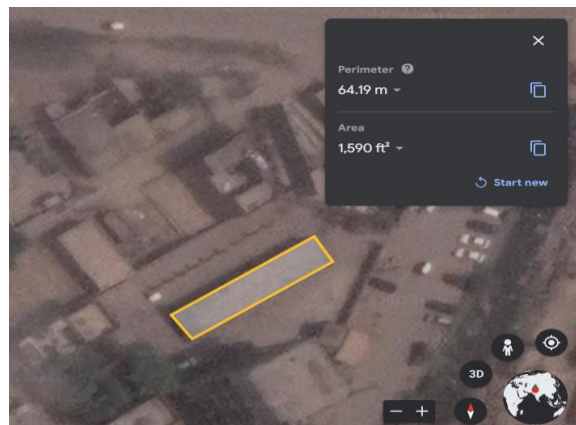 Perimeter
64.19 m
Area
1,590 ft²
Start new
3D